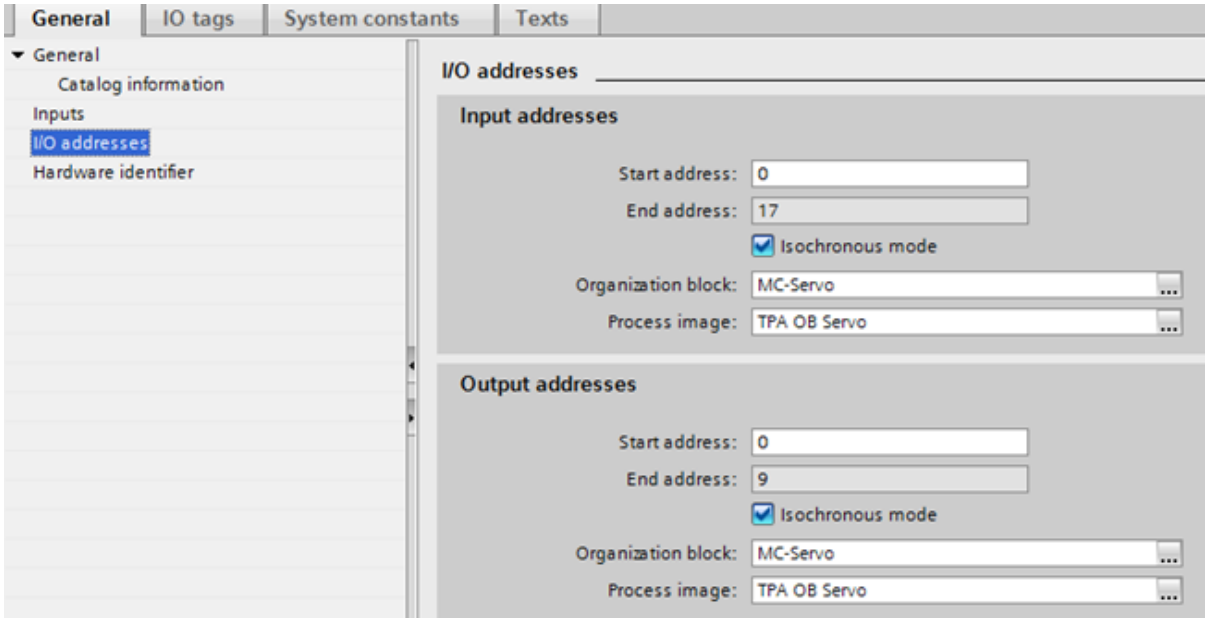 General IO tags System constants Texts
General
Catalog information
Inputs
I/O addresses
Hardware identifier
I/O addresses
Input addresses
Start address: 0
End address: 17
Isochronous mode
Organization block: MC-Servo ...
Process image: TPA OB Servo ...
Output addresses
Start address: 0
End address: 9
Isochronous mode
Organization block: MC-Servo ...
Process image: TPA OB Servo ...